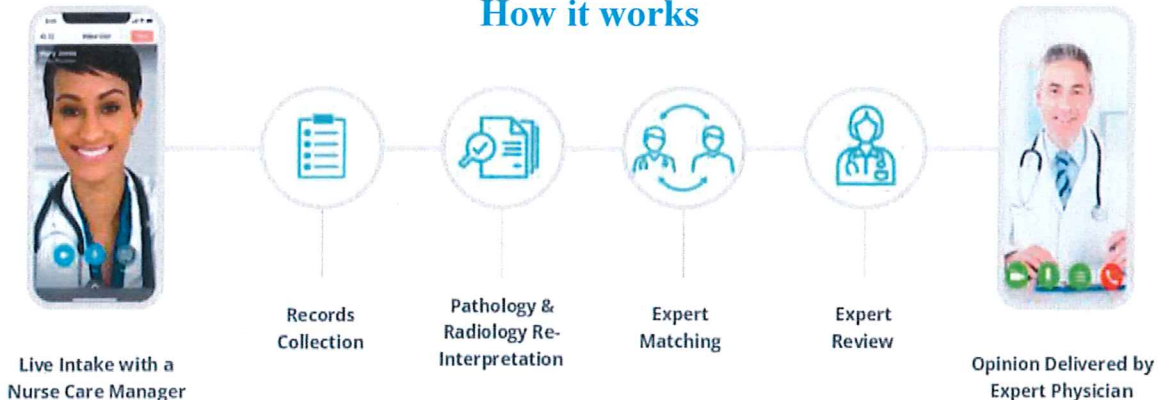 How it works
Live Intake with a
Nurse Care Manager
Records
Collection
Pathology &
Radiology Re-
Interpretation
Expert
Matching
Expert
Review
Opinion Delivered by
Expert Physician